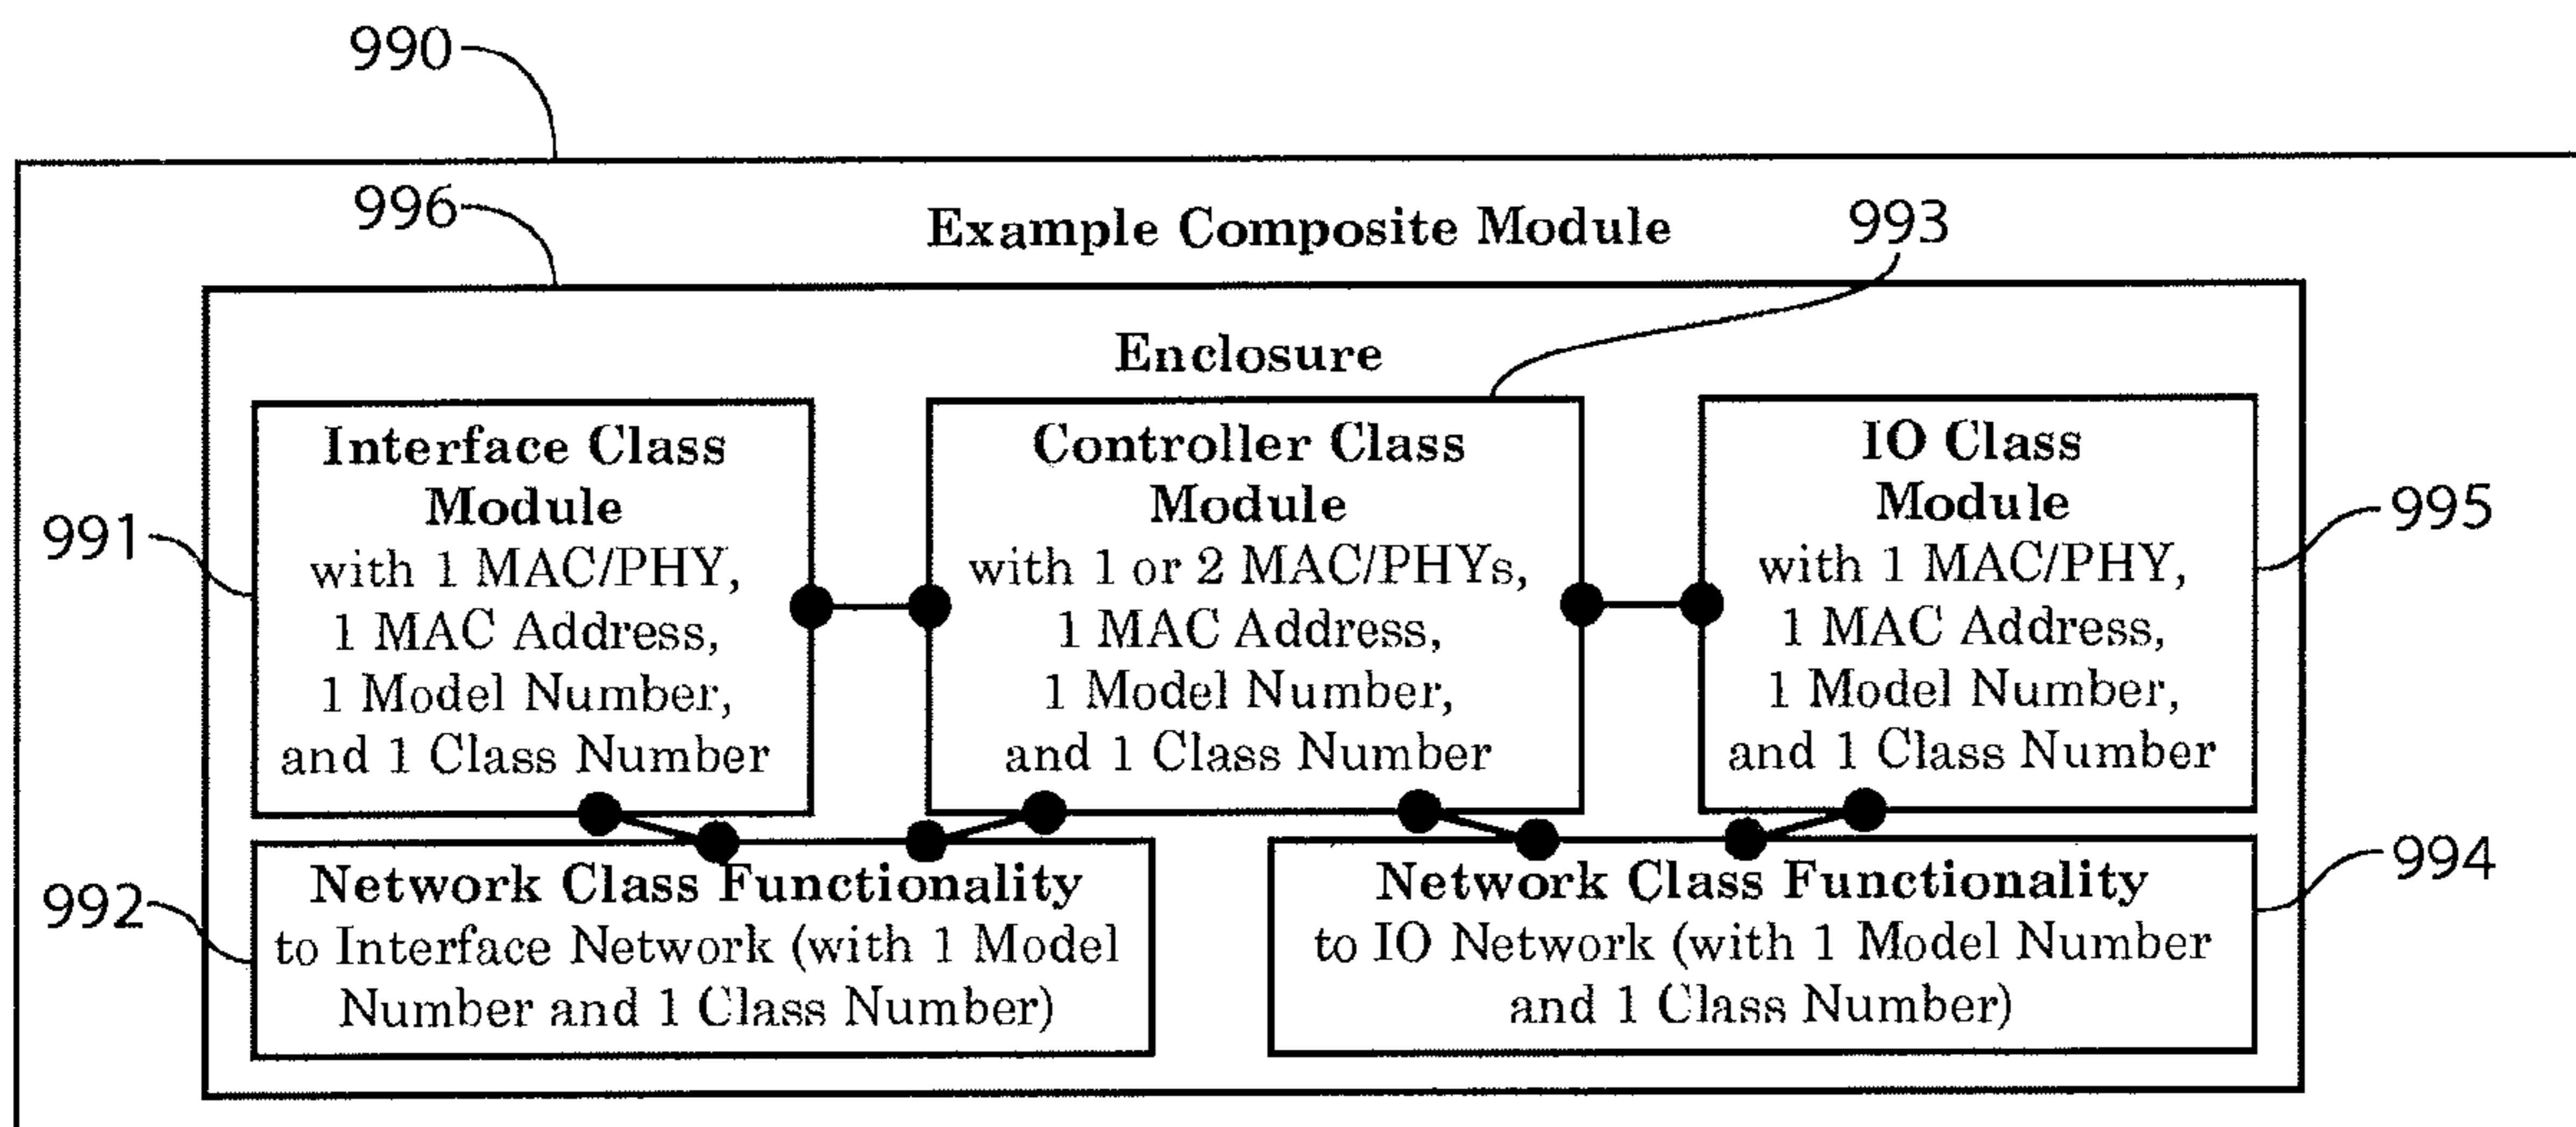 990
996
Example Composite Module
993
Enclosure
Interface Class
Module
with 1 MAC/PHY,
1 MAC Address,
1 Model Number,
and 1 Class Number
991
Controller Class
Module
with 1 or 2 MAC/PHYs,
1 MAC Address,
1 Model Number,
and 1 Class Number
IO Class
Module
with 1 MAC/PHY,
1 MAC Address,
1 Model Number,
and 1 Class Number
995
992
Network Class Functionality
to Interface Network (with 1 Model
Number and 1 Class Number)
Network Class Functionality
to IO Network (with 1 Model Number
and 1 Class Number)
994